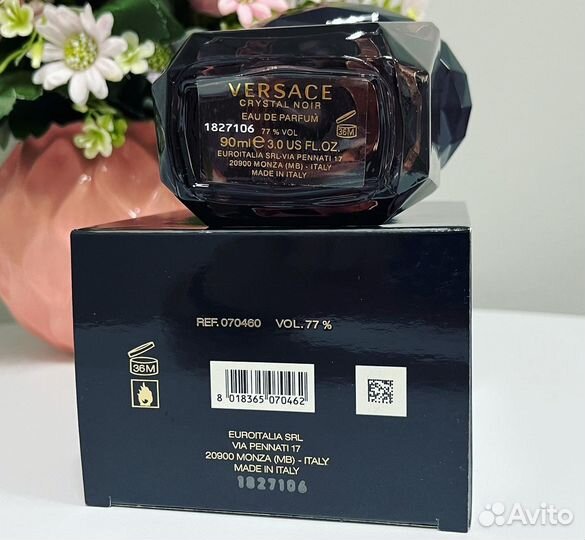 VERSACE
CRYSTAL NOIR
EAU DE PARFUM
1827106 77% VOL
36M
90ml ℮ 3.0 US FL.OZ.
EUROITALIA SRL-VIA PENNATI 17
20900 MONZA (MB) - ITALY
MADE IN ITALY
REF. 070460 VOL. 77 %
36M
8 018365 070462
EUROITALIA SRL
VIA PENNATI 17
20900 MONZA (MB) - ITALY
MADE IN ITALY
1827106
Avito